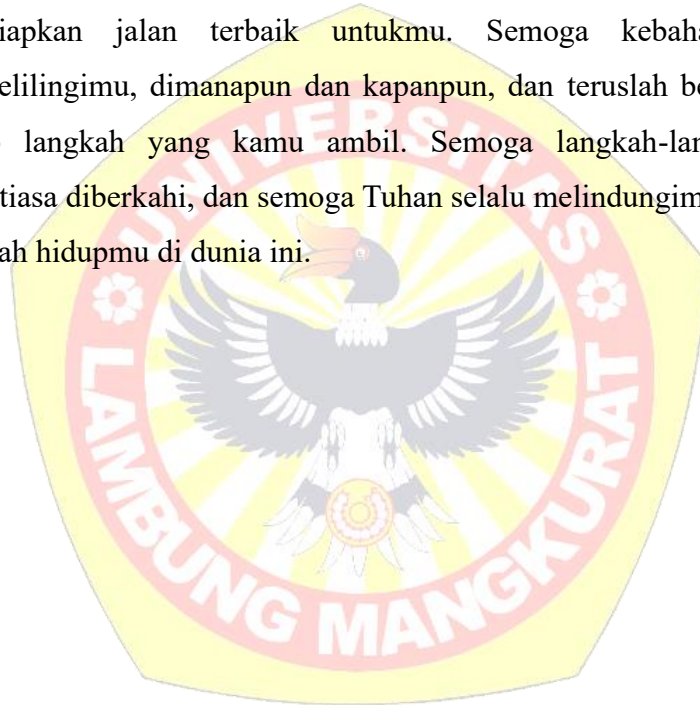 iapkan jalan terbaik untukmu. Semoga keba
elilingimu, dimanapun dan kapanpun, dan teruslah be
langkah yang kamu ambil. Semoga langkah-lan
tiasa diberkahi, dan semoga Tuhan selalu melindungim
ah hidupmu di dunia ini.
UNIVERSITAS
LAMBUNG MANGKURAT